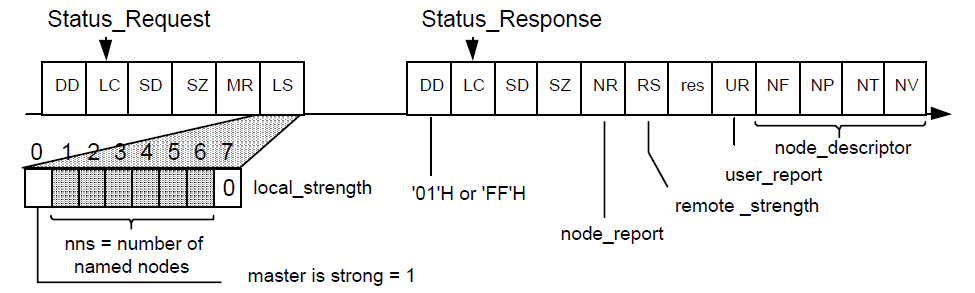 Status_Request
Status_Response
DD LC SD SZ MR LS
DD LC SD SZ NR RS res UR NF NP NT NV
0 1 2 3 4 5 6 7
0
local_strength
nns = number of
named nodes
master is strong = 1
'01'H or 'FF'H
node_report
remote _strength
user_report
node_descriptor